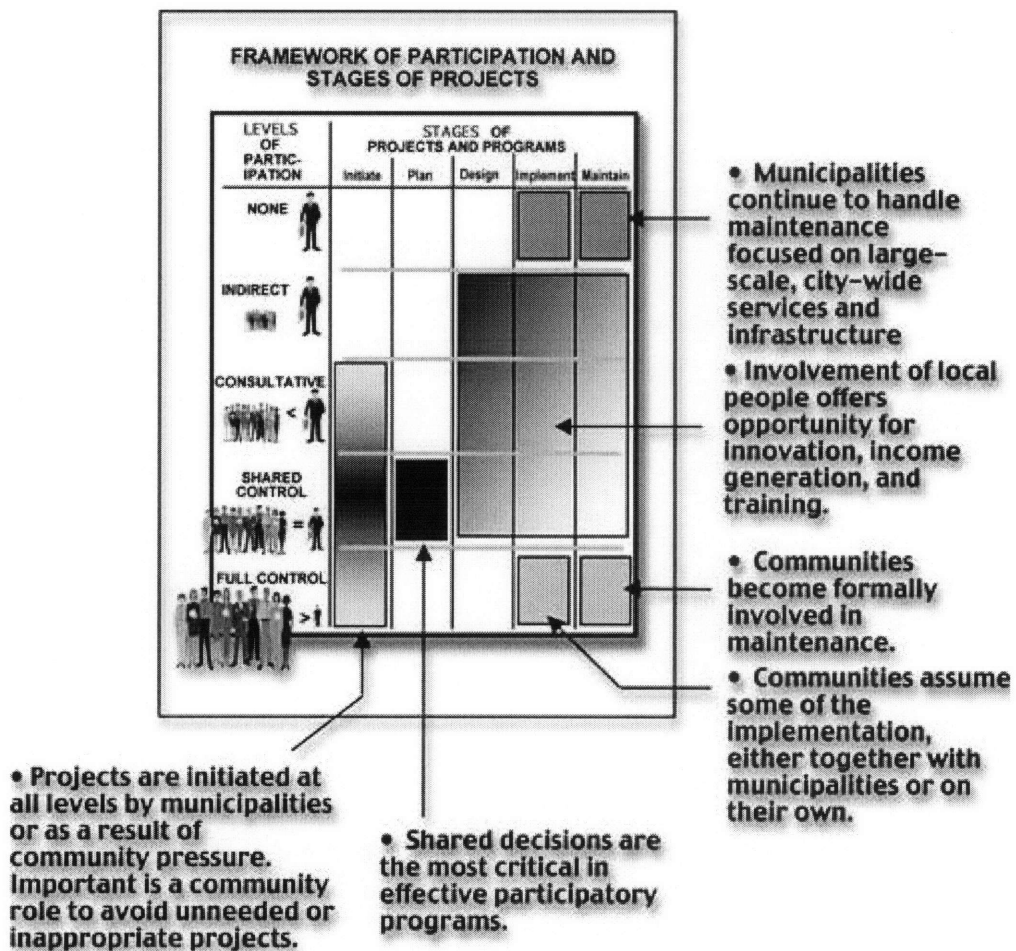 FRAMEWORK OF PARTICIPATION AND
STAGES OF PROJECTS
LEVELS
OF
PARTIC-
IPATION
STAGES OF
PROJECTS AND PROGRAMS
Initiate Plan Design Implement Maintain
NONE
INDIRECT
CONSULTATIVE
<
SHARED
CONTROL
=
FULL CONTROL
>
• Municipalities
continue to handle
maintenance
focused on large-
scale, city-wide
services and
infrastructure
• Involvement of local
people offers
opportunity for
innovation, income
generation, and
training.
• Communities
become formally
involved in
maintenance.
• Communities assume
some of the
implementation,
either together with
municipalities or on
their own.
• Projects are initiated at
all levels by municipalities
or as a result of
community pressure.
Important is a community
role to avoid unneeded or
inappropriate projects.
• Shared decisions are
the most critical in
effective participatory
programs.